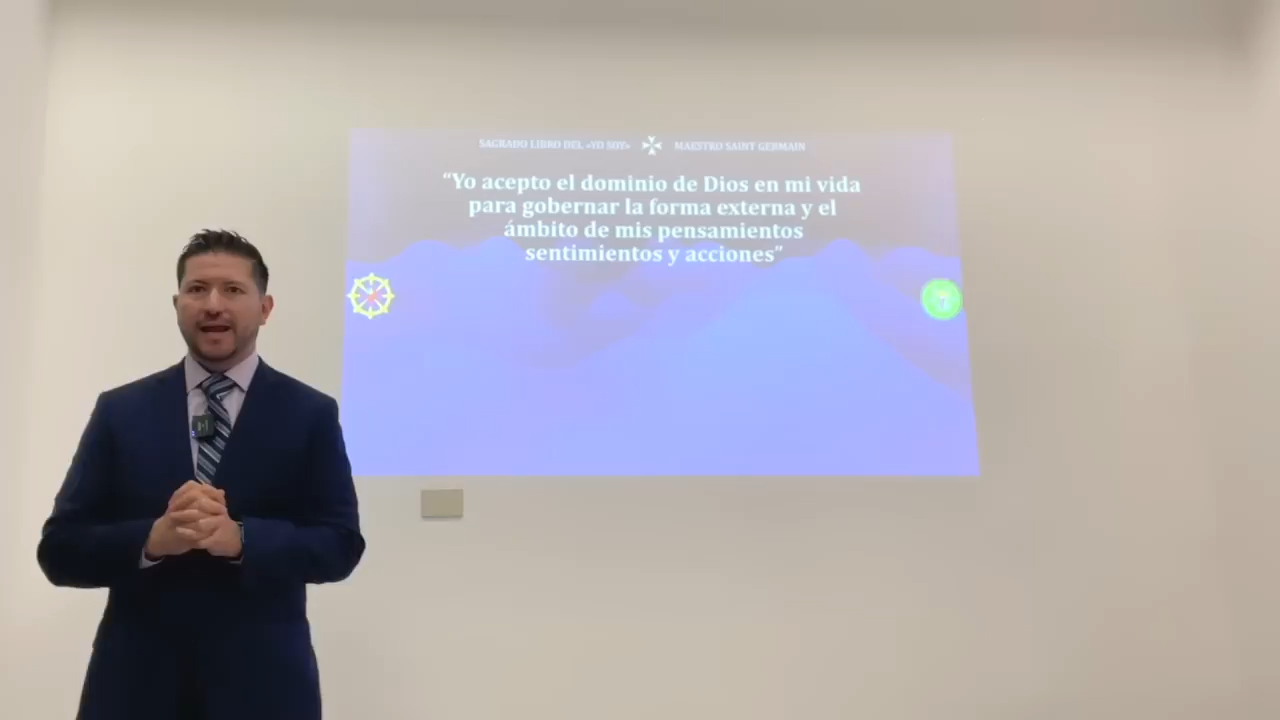 SAGRADO LIBRO DEL «YO SOY» MAESTRO SAINT GERMAIN
“Yo acepto el dominio de Dios en mi vida
para gobernar la forma externa y el
ámbito de mis pensamientos
sentimientos y acciones”